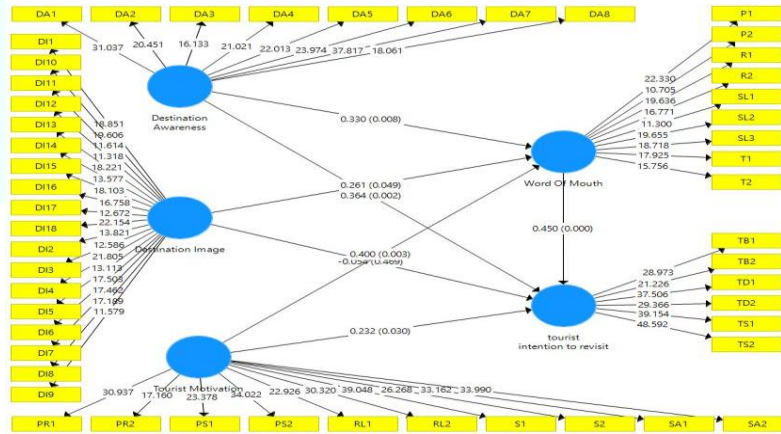 DA1 DA2 DA3 DA4 DA5 DA6 DA7 DA8
31.037 20.451 16.133 21.021 22.013 23.974 37.817 18.061
Destination
Awareness
DI1
DI10
DI11
DI12
DI13
DI14
DI15
DI16
DI17
DI18
DI2
DI3
DI4
DI5
DI6
DI7
DI8
DI9
18.851
19.606
11.614
11.318
18.221
13.577
18.103
16.758
12.672
22.154
13.821
12.586
21.805
13.113
17.503
17.462
17.189
11.579
Destination Image
0.330 (0.008)
0.261 (0.049)
0.364 (0.002)
0.400 (0.003)
-0.054 (0.469)
0.232 (0.030)
0.450 (0.000)
P1
P2
R1
R2
SL1
SL2
SL3
T1
T2
22.330
10.705
19.636
16.771
11.300
19.655
18.718
17.925
15.756
Word Of Mouth
TB1
TB2
TD1
TD2
TS1
TS2
28.973
21.226
37.506
29.366
39.154
48.592
tourist
intention to revisit
Tourist Motivation
30.937 17.160 23.378 34.022 22.926 30.320 39.048 26.268 33.162 33.990
PR1 PR2 PS1 PS2 RL1 RL2 S1 S2 SA1 SA2